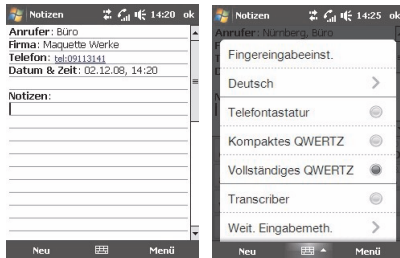 Notizen 14:20 ok
Anrufer: Büro
Firma: Maquette Werke
Telefon: tel:09113141
Datum & Zeit: 02.12.08, 14:20
Notizen:
Neu Menü
Notizen 14:25 ok
Anrufer: Nürnberg, Büro
Fingereingabeeinst.
Deutsch
Telefontastatur
Kompaktes QWERTZ
Vollständiges QWERTZ
Transcriber
Weit. Eingabemeth.
Neu Menü